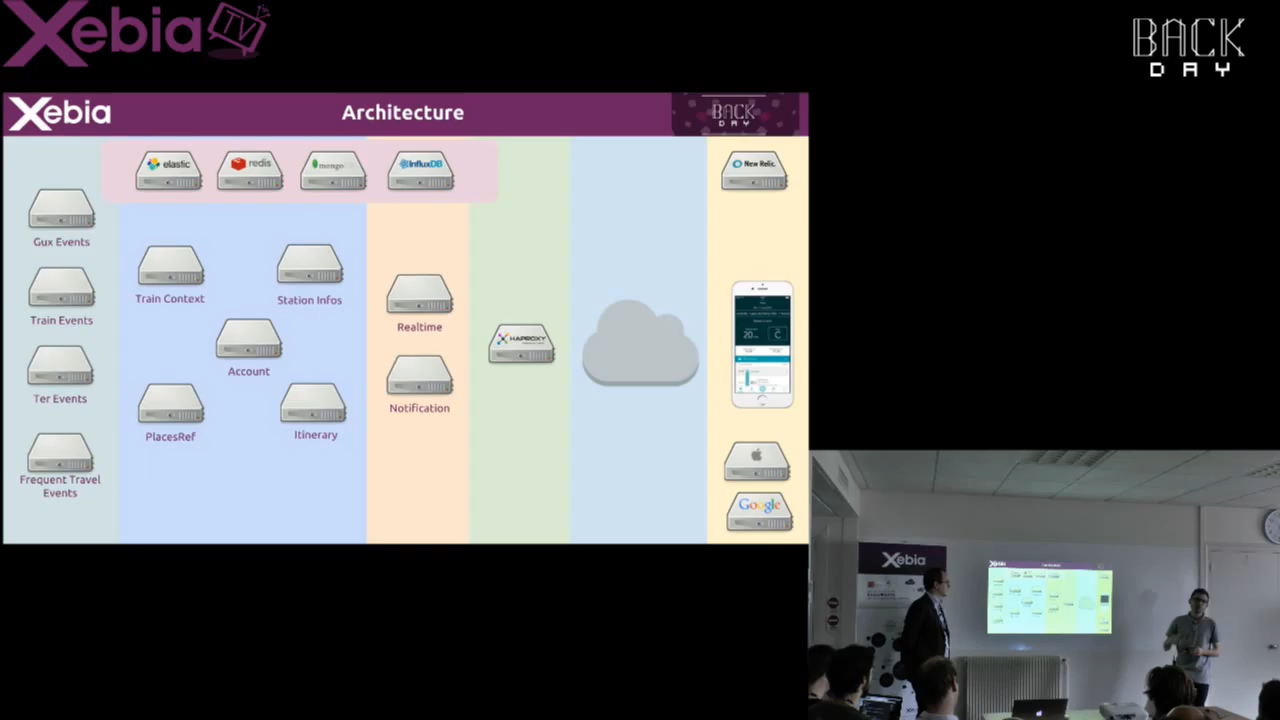 Xebia TV
BACK
DAY
Xebia
Architecture
BACK
DAY
elastic
redis
mongo
InfluxDB
New Relic.
Gux Events
Train Context
Station Infos
Train Events
Realtime
HAPROXY
Account
Ter Events
Notification
PlacesRef
Itinerary
Frequent Travel
Events
20
C
Google
Xebia